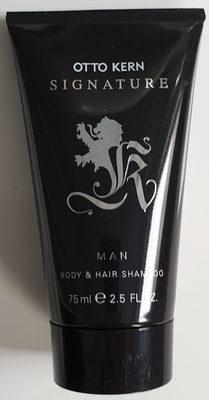 OTTO KERN
SIGNATURE
K
MAN
BODY & HAIR SHAMPOO
75 ml ℮ 2.5 FL. OZ.